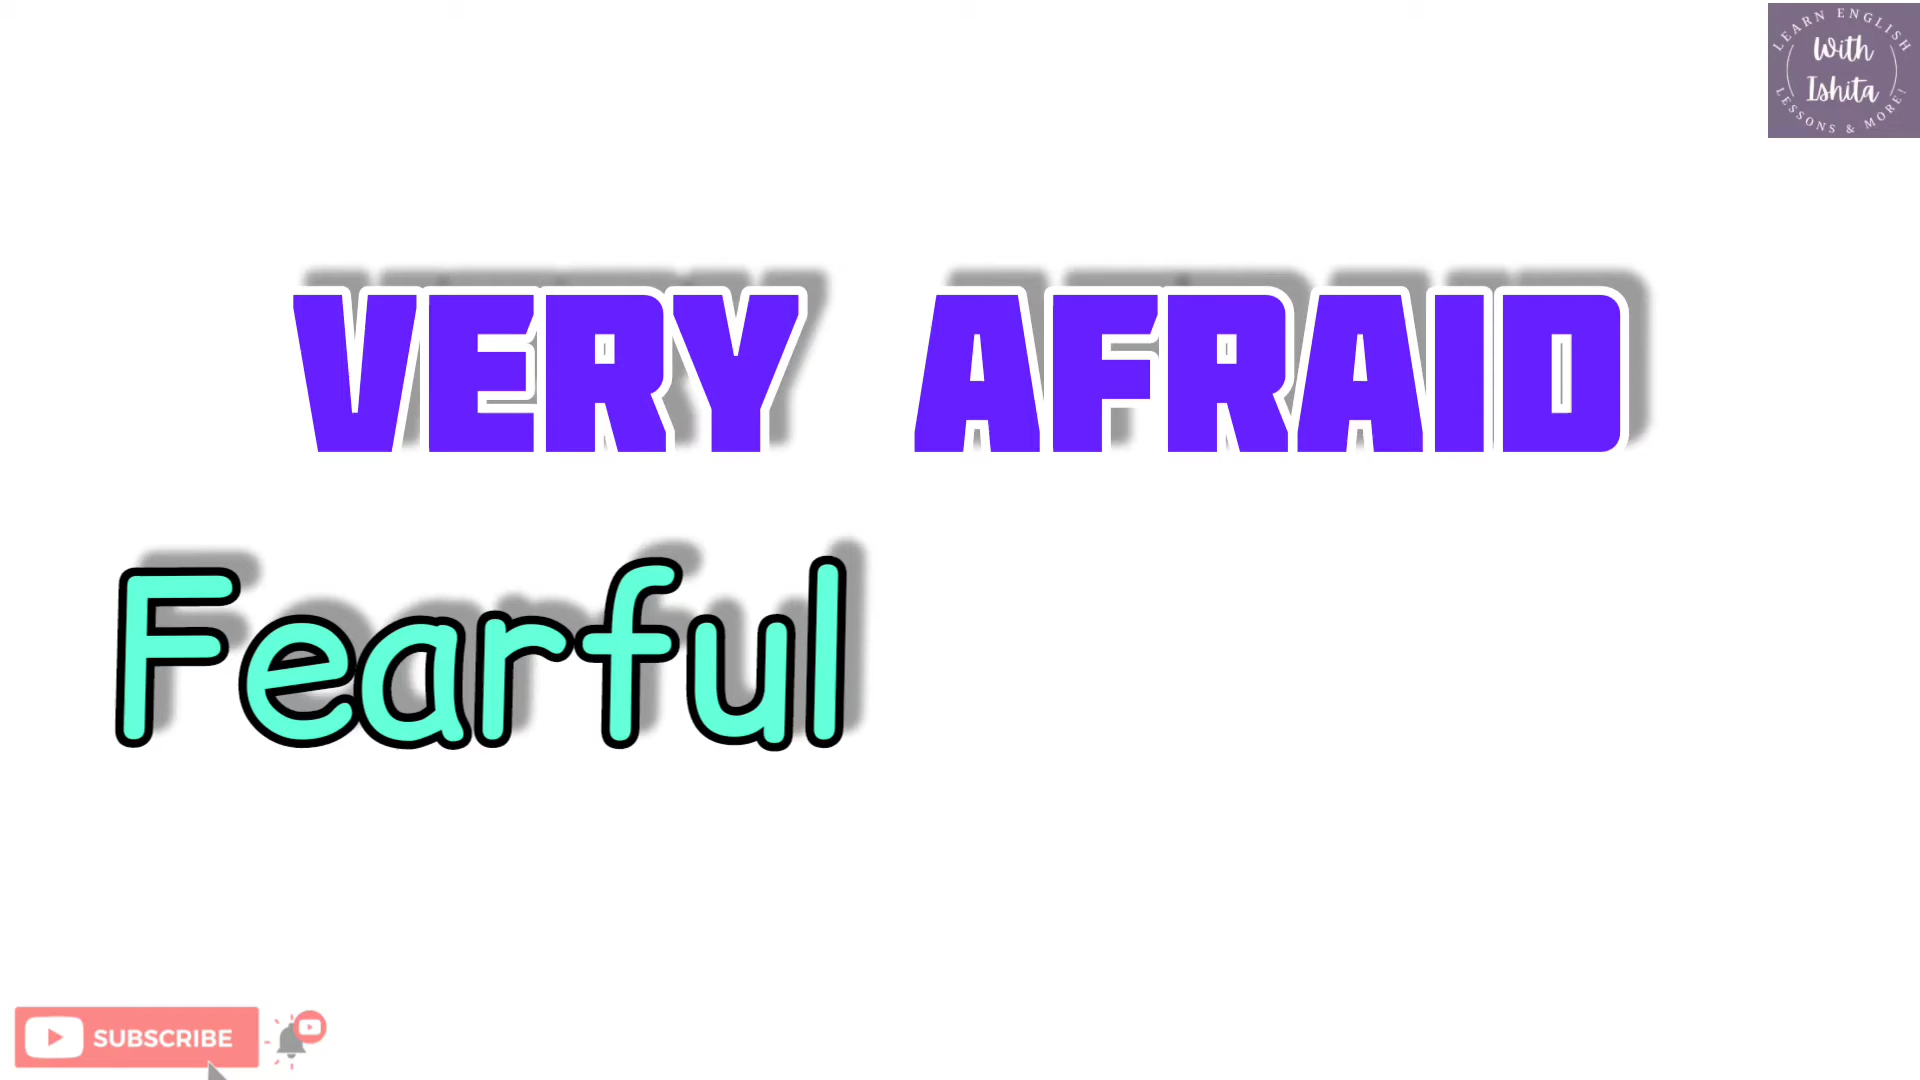 LEARN ENGLISH
With
Ishita
LESSONS & MORE!
VERY AFRAID
Fearful
SUBSCRIBE